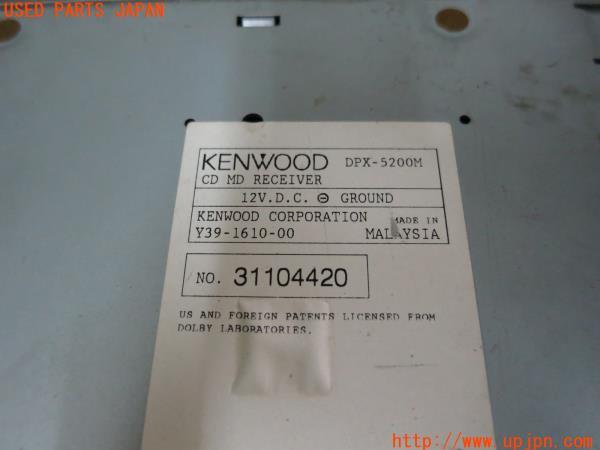 USED PARTS JAPAN
KENWOOD DPX-5200M
CD MD RECEIVER
12V.D.C. ⊖ GROUND
KENWOOD CORPORATION MADE IN
Y39-1610-00 MALAYSIA
NO. 31104420
US AND FOREIGN PATENTS LICENSED FROM
DOLBY LABORATORIES.
http://www.upjpn.com/